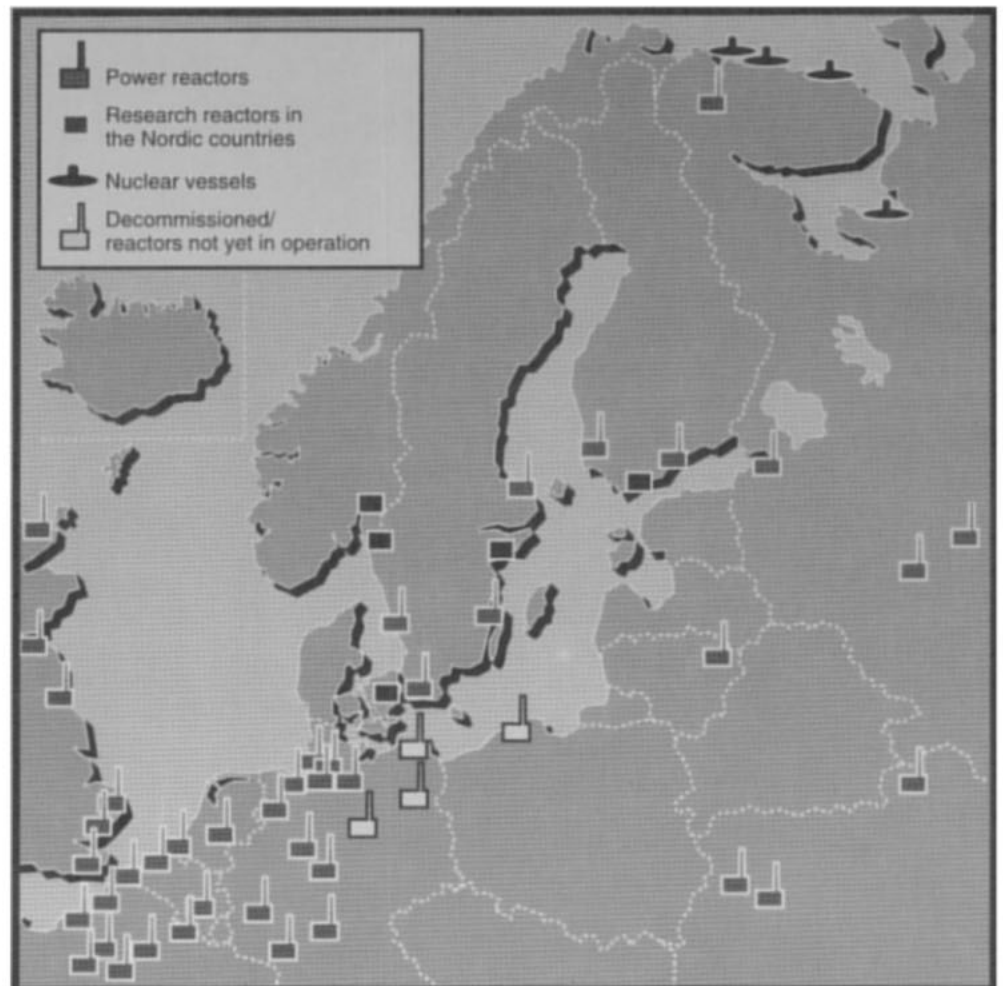 Power reactors
Research reactors in
the Nordic countries
Nuclear vessels
Decommissioned/
reactors not yet in operation